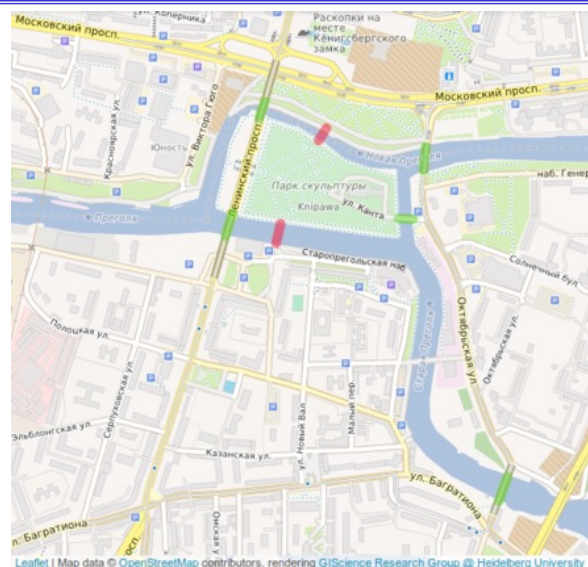 ул. Коперника
Московский просп.
Раскопки на
месте
Кёнигсбергского
замка
Московский просп.
Красноярская ул.
ул. Виктора Гюго
Юность
Ленинский просп.
Новая Преголя
наб. Генер
Парк скульптуры
Knipawa
ул. Канта
Преголя
Старопрегольская наб
Солнечный бул.
Октябрьская ул.
Октябрьская ул.
Старая Преголя
Полоцкая ул.
Серпуховская ул.
Малый пер.
ул. Новый Вал
Эльблонгская ул.
Казанская ул.
ул. Багратиона
л. Багратиона
Омская у
просп.
Leaflet | Map data © OpenStreetMap contributors, rendering GIScience Research Group @ Heidelberg University